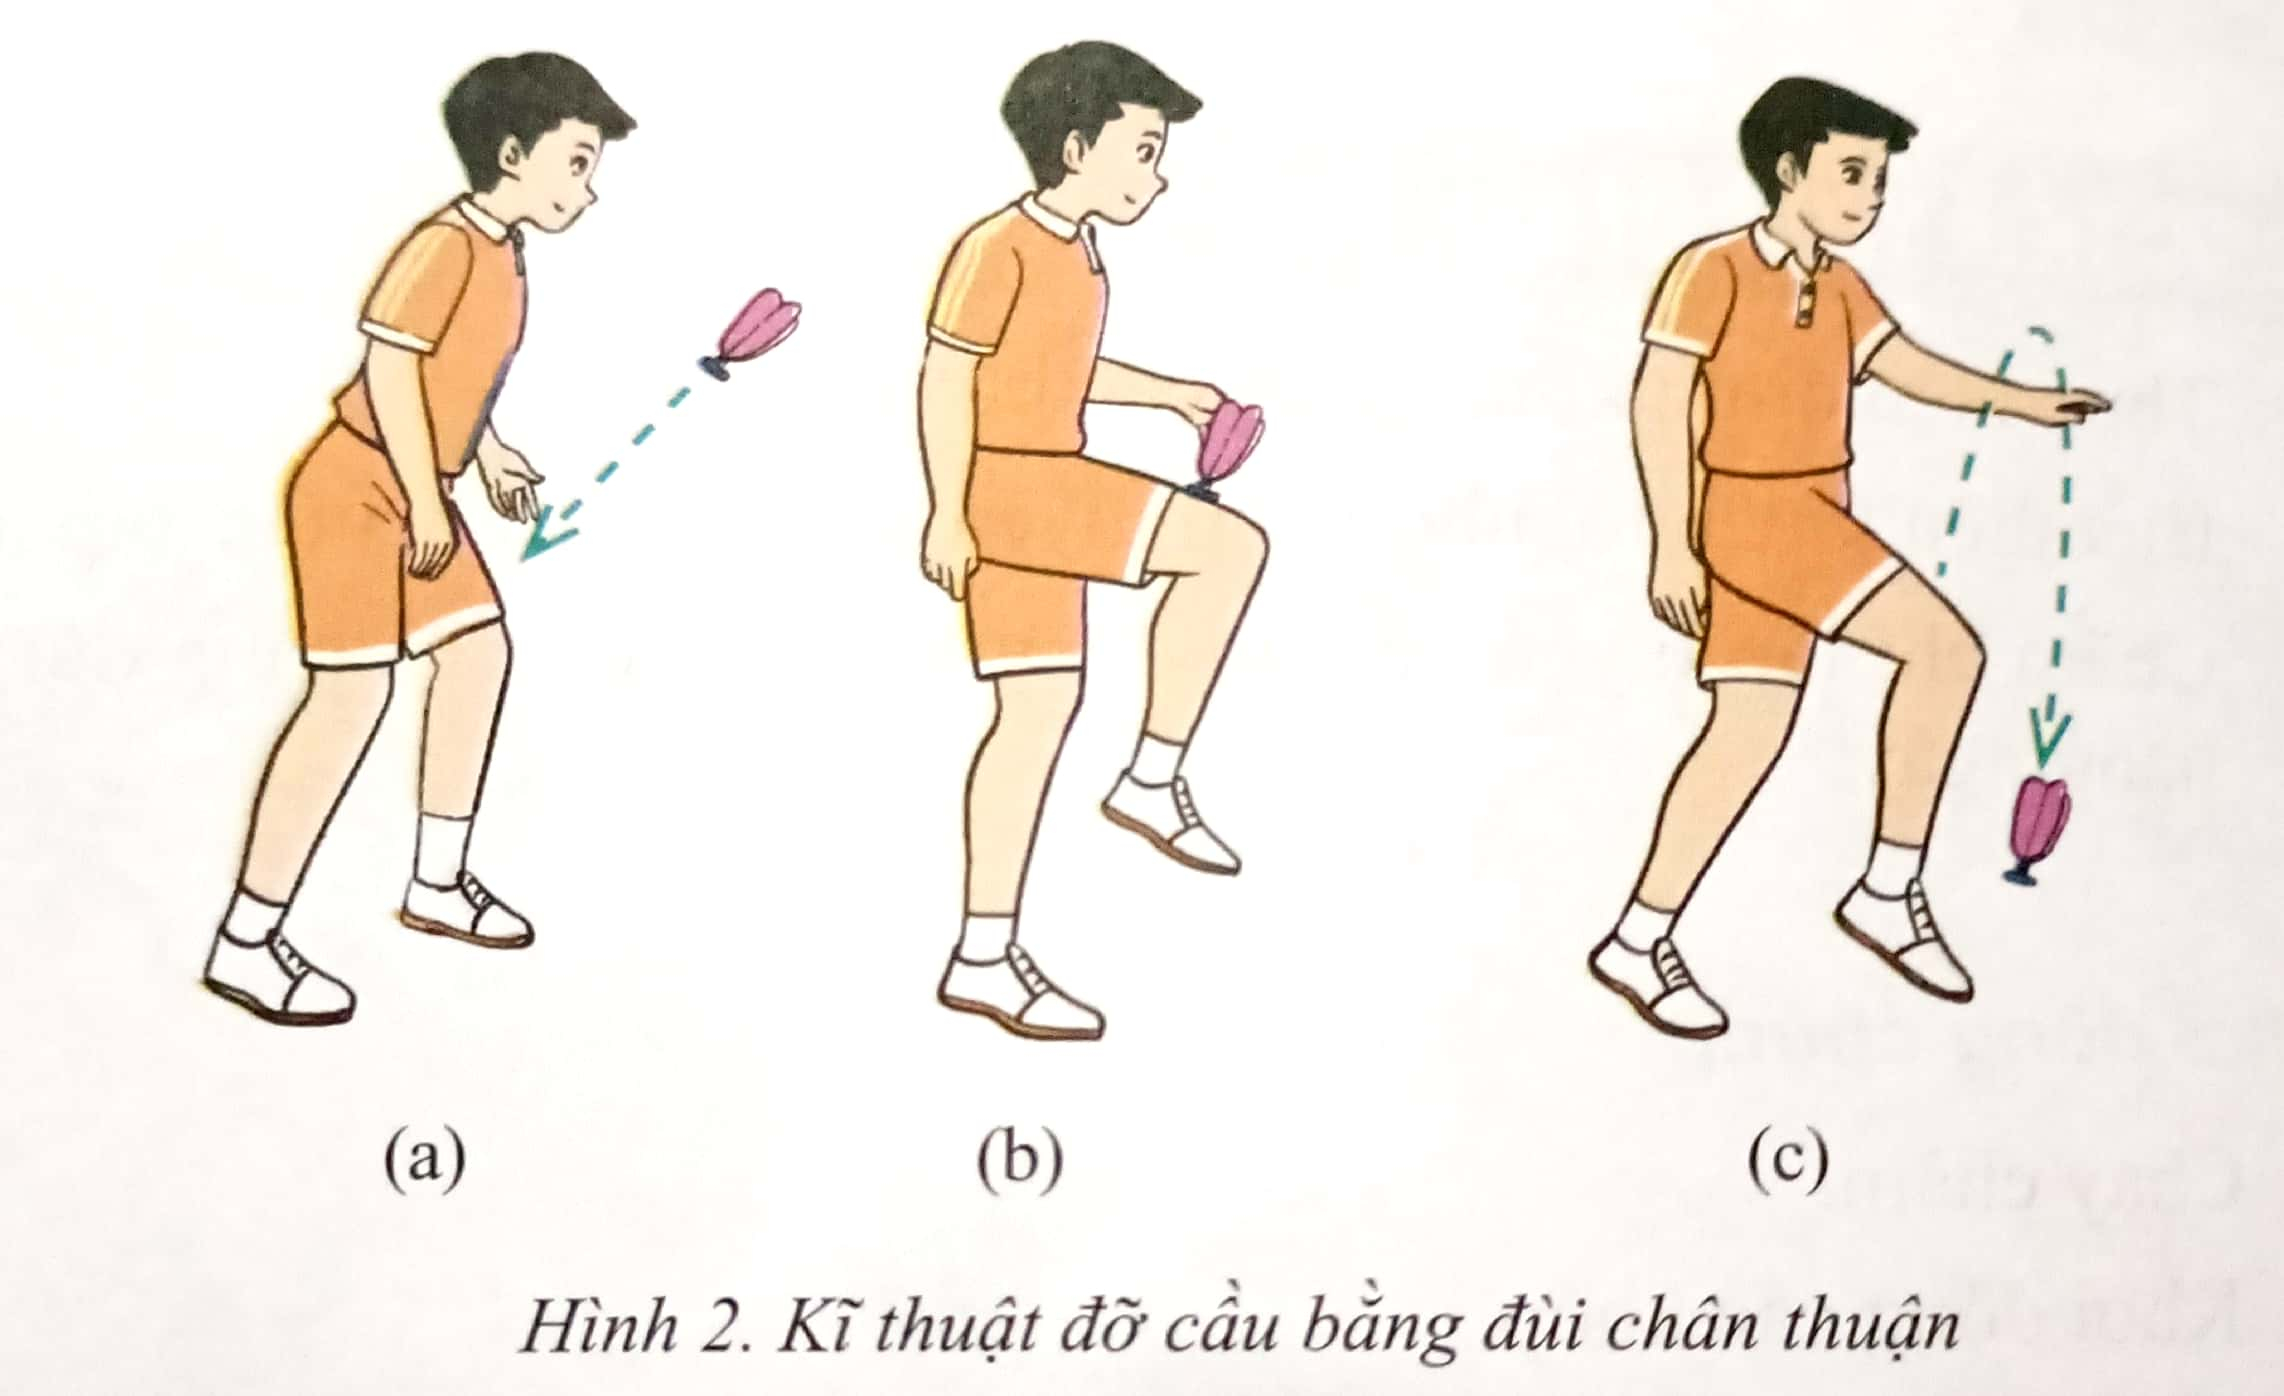 (a) (b) (c)
Hình 2. Kĩ thuật đỡ cầu bằng đùi chân thuận